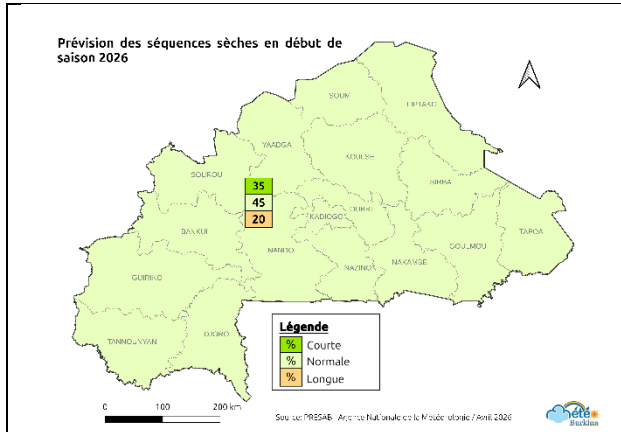 Prévision des séquences sèches en début de
saison 2026
SOUM
LIPTAKO
YAADGA
KOULSE
SOUROU
SIRBA
35
45
20
OUBRI
KADIOGO
BANKUI
TAPOA
NANDO
GOULMOU
NAZINON
NAKAMBE
GUIRIKO
DJORO
TANNOUNYAN
Légende
% Courte
% Normale
% Longue
0 100 200 km
Source: PRESAB - Agence Nationale de la Météorologie / Avril 2026
Météo
Burkina